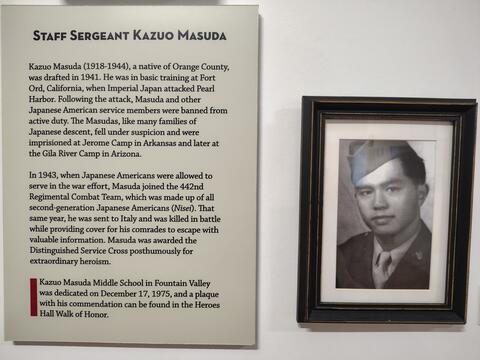 STAFF SERGEANT KAZUO MASUDA
Kazuo Masuda (1918-1944), a native of Orange County,
was drafted in 1941. He was in basic training at Fort
Ord, California, when Imperial Japan attacked Pearl
Harbor. Following the attack, Masuda and other
Japanese American service members were banned from
active duty. The Masudas, like many families of
Japanese descent, fell under suspicion and were
imprisioned at Jerome Camp in Arkansas and later at
the Gila River Camp in Arizona.
In 1943, when Japanese Americans were allowed to
serve in the war effort, Masuda joined the 442nd
Regimental Combat Team, which was made up of all
second-generation Japanese Americans (Nisei). That
same year, he was sent to Italy and was killed in battle
while providing cover for his comrades to escape with
valuable information. Masuda was awarded the
Distinguished Service Cross posthumously for
extraordinary heroism.
Kazuo Masuda Middle School in Fountain Valley
was dedicated on December 17, 1975, and a plaque
with his commendation can be found in the Heroes
Hall Walk of Honor.